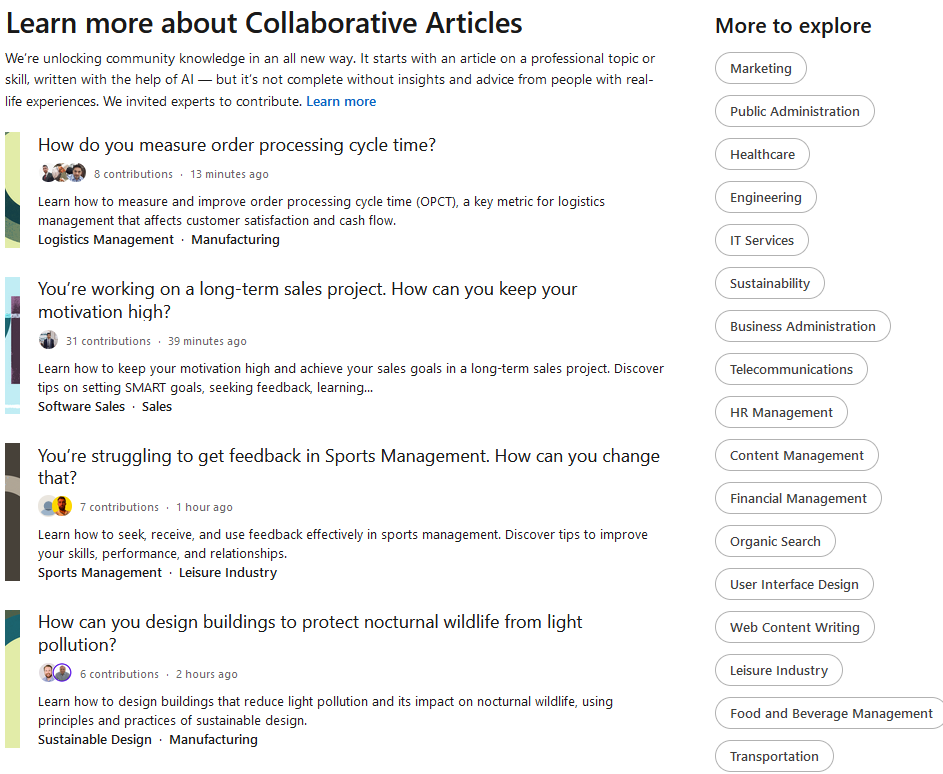 Learn more about Collaborative Articles
We’re unlocking community knowledge in an all new way. It starts with an article on a professional topic or
skill, written with the help of AI — but it’s not complete without insights and advice from people with real-
life experiences. We invited experts to contribute. Learn more
How do you measure order processing cycle time?
8 contributions · 13 minutes ago
Learn how to measure and improve order processing cycle time (OPCT), a key metric for logistics
management that affects customer satisfaction and cash flow.
Logistics Management · Manufacturing
You’re working on a long-term sales project. How can you keep your
motivation high?
31 contributions · 39 minutes ago
Learn how to keep your motivation high and achieve your sales goals in a long-term sales project. Discover
tips on setting SMART goals, seeking feedback, learning...
Software Sales · Sales
You’re struggling to get feedback in Sports Management. How can you change
that?
7 contributions · 1 hour ago
Learn how to seek, receive, and use feedback effectively in sports management. Discover tips to improve
your skills, performance, and relationships.
Sports Management · Leisure Industry
How can you design buildings to protect nocturnal wildlife from light
pollution?
6 contributions · 2 hours ago
Learn how to design buildings that reduce light pollution and its impact on nocturnal wildlife, using
principles and practices of sustainable design.
Sustainable Design · Manufacturing
More to explore
Marketing
Public Administration
Healthcare
Engineering
IT Services
Sustainability
Business Administration
Telecommunications
HR Management
Content Management
Financial Management
Organic Search
User Interface Design
Web Content Writing
Leisure Industry
Food and Beverage Management
Transportation